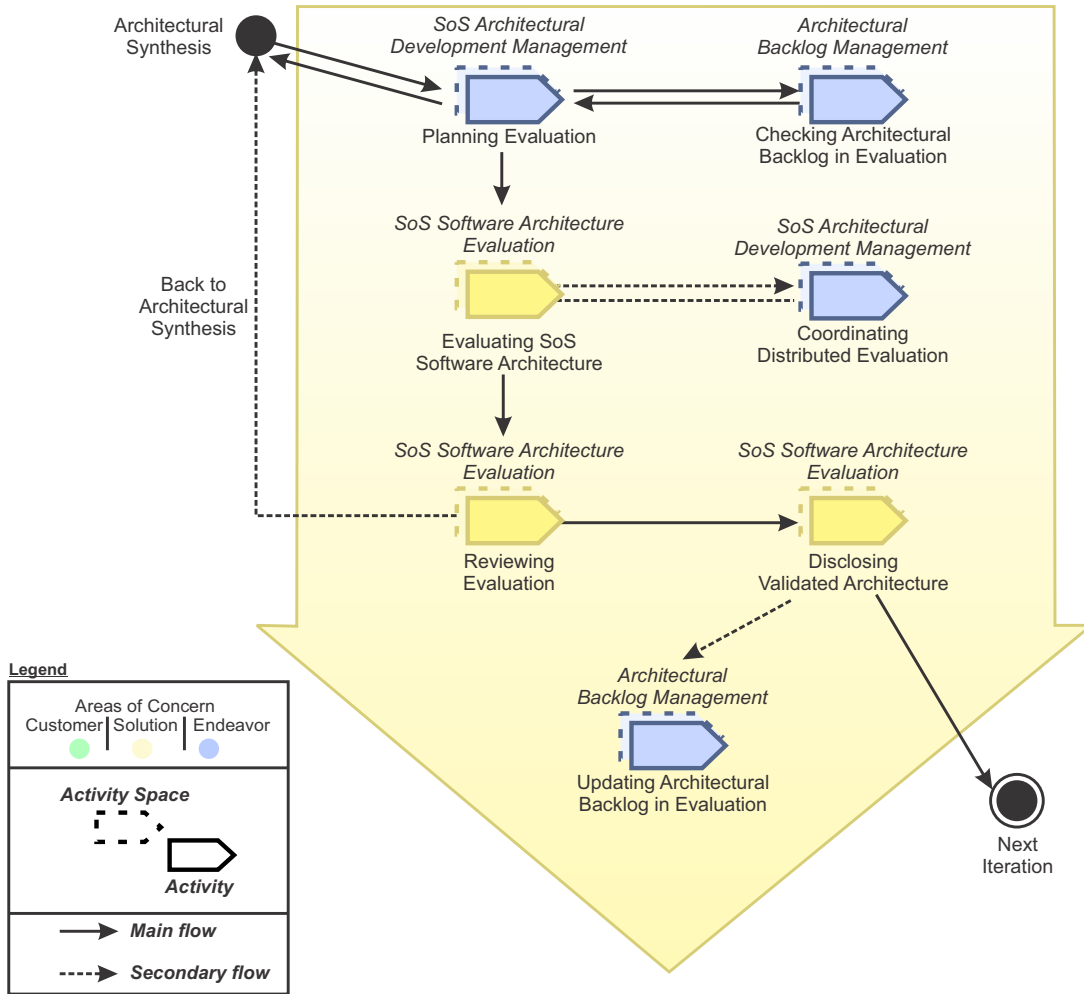 Architectural
Synthesis
SoS Architectural
Development Management
Planning Evaluation
Architectural
Backlog Management
Checking Architectural
Backlog in Evaluation
SoS Software Architecture
Evaluation
Evaluating SoS
Software Architecture
SoS Architectural
Development Management
Coordinating
Distributed Evaluation
Back to
Architectural
Synthesis
SoS Software Architecture
Evaluation
Reviewing
Evaluation
SoS Software Architecture
Evaluation
Disclosing
Validated Architecture
Architectural
Backlog Management
Updating Architectural
Backlog in Evaluation
Next
Iteration
Legend
Areas of Concern
Customer Solution Endeavor
Activity Space
Activity
Main flow
Secondary flow